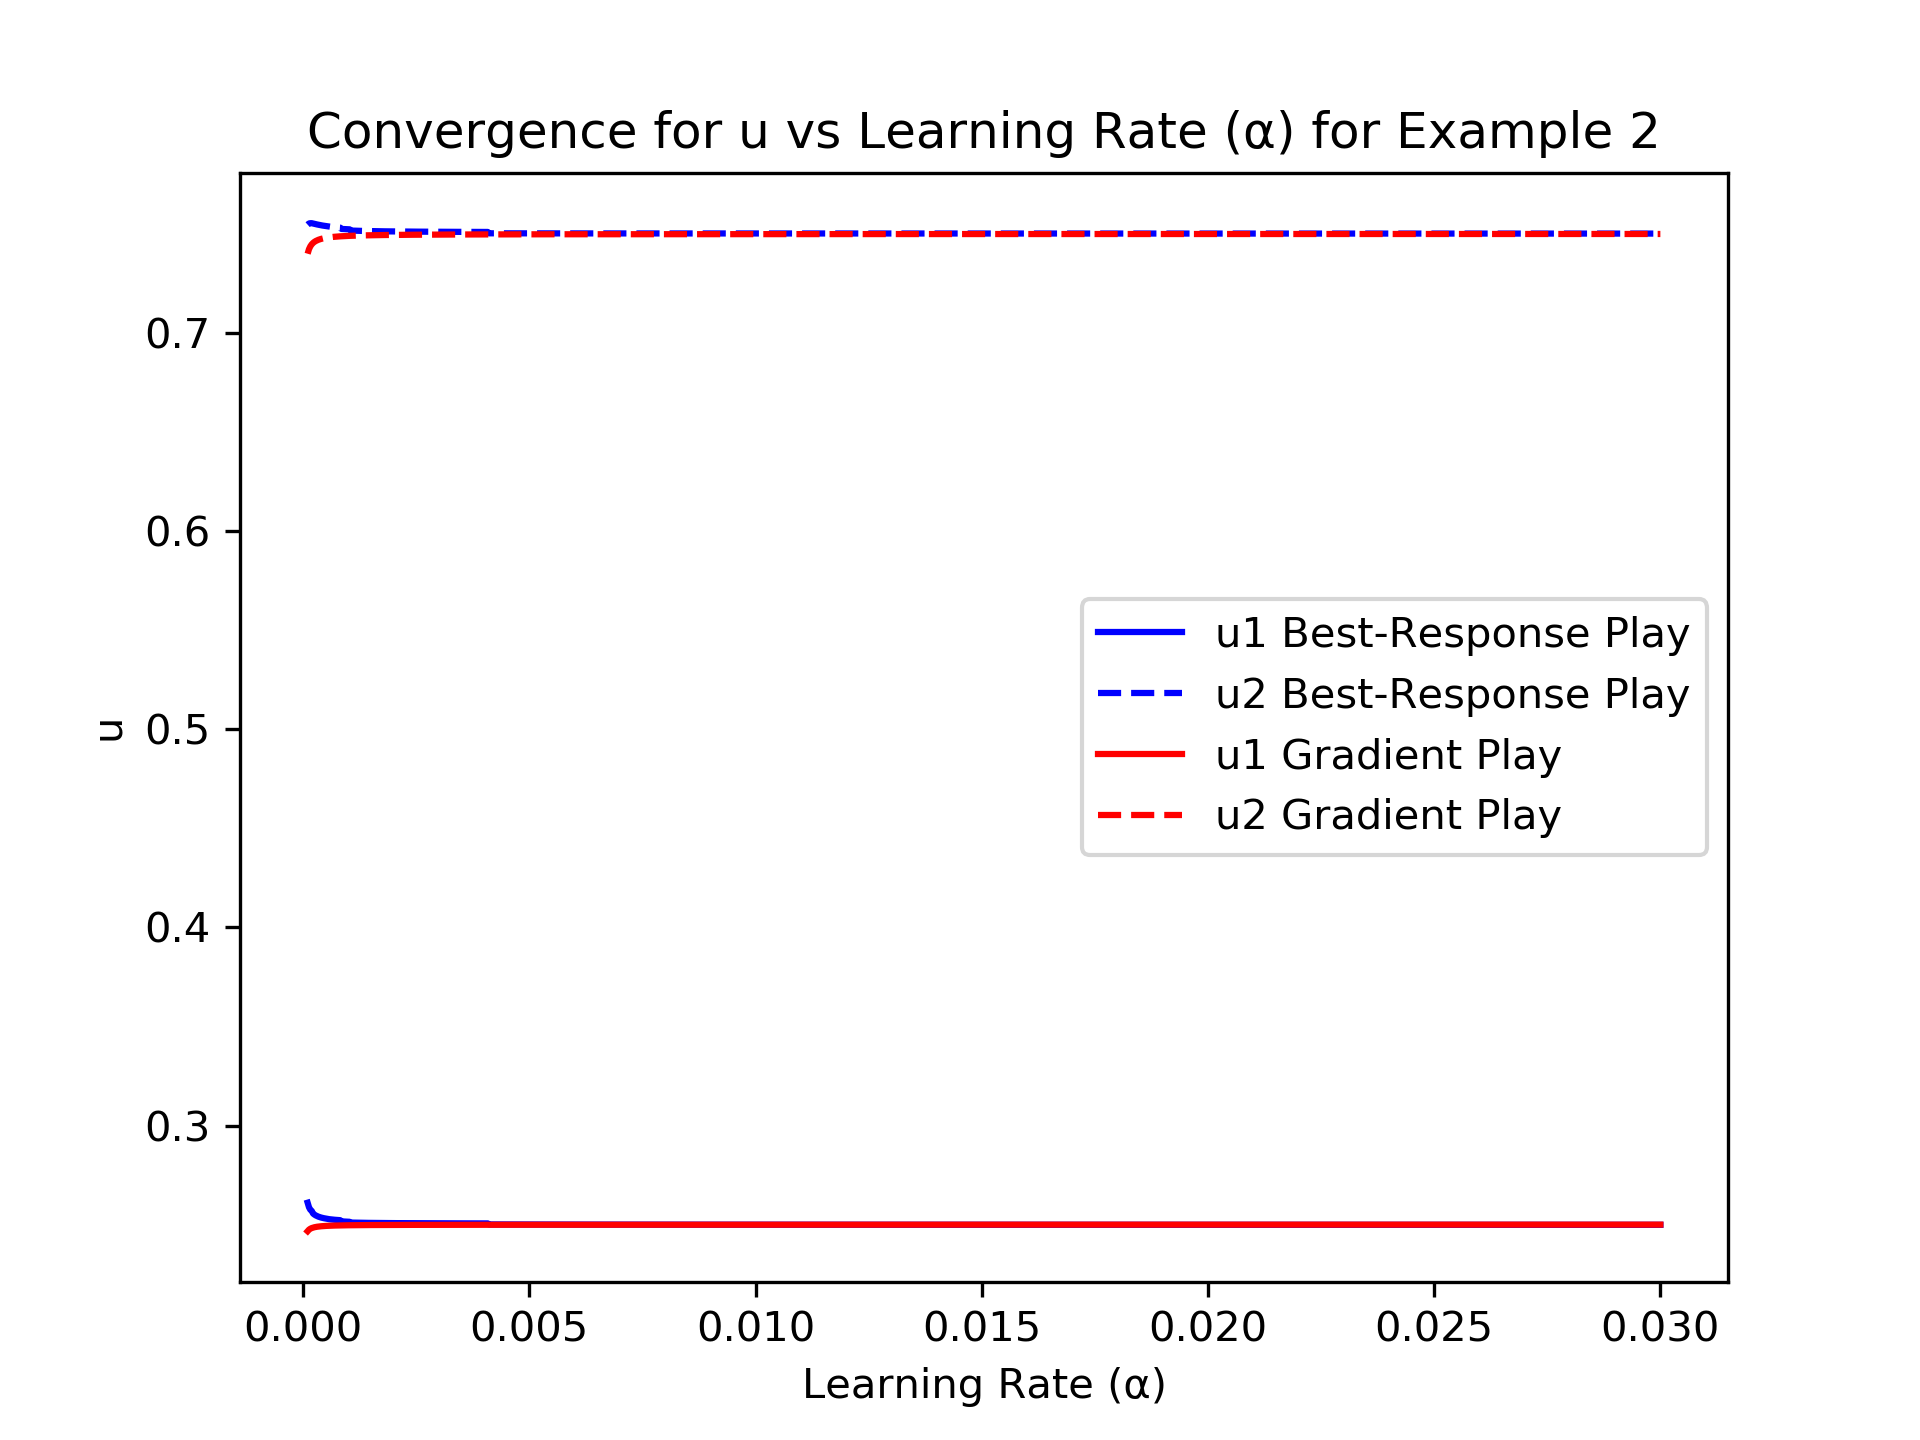 Convergence for u vs Learning Rate (α) for Example 2
u
0.7
0.6
0.5
0.4
0.3
u1 Best-Response Play
u2 Best-Response Play
u1 Gradient Play
u2 Gradient Play
0.000 0.005 0.010 0.015 0.020 0.025 0.030
Learning Rate (α)